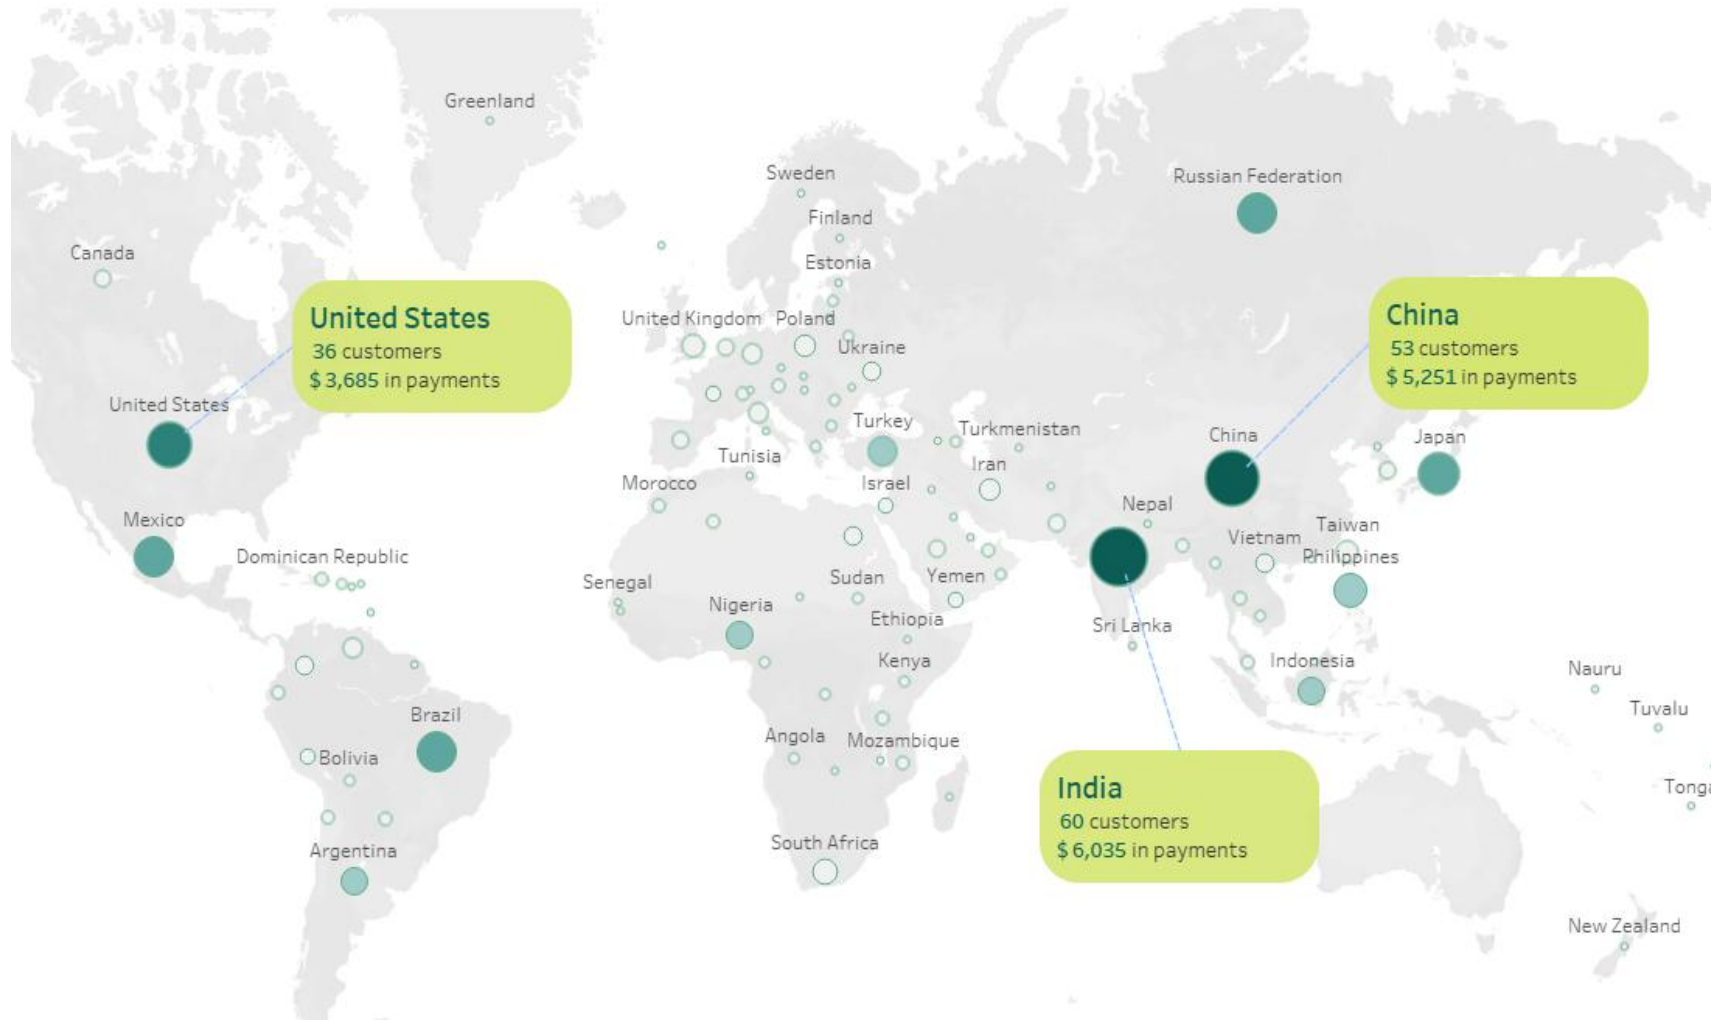 Greenland
Sweden
Russian Federation
Finland
Canada
Estonia
United States
36 customers
$ 3,685 in payments
China
53 customers
$ 5,251 in payments
United Kingdom
Poland
Ukraine
United States
Turkey
Turkmenistan
China
Japan
Tunisia
Iran
Morocco
Israel
Nepal
Mexico
Taiwan
Vietnam
Dominican Republic
Philippines
Senegal
Sudan
Yemen
Nigeria
Ethiopia
Sri Lanka
Kenya
Indonesia
Nauru
Brazil
Tuvalu
Angola
Mozambique
Bolivia
India
60 customers
$ 6,035 in payments
Tonga
South Africa
Argentina
New Zealand